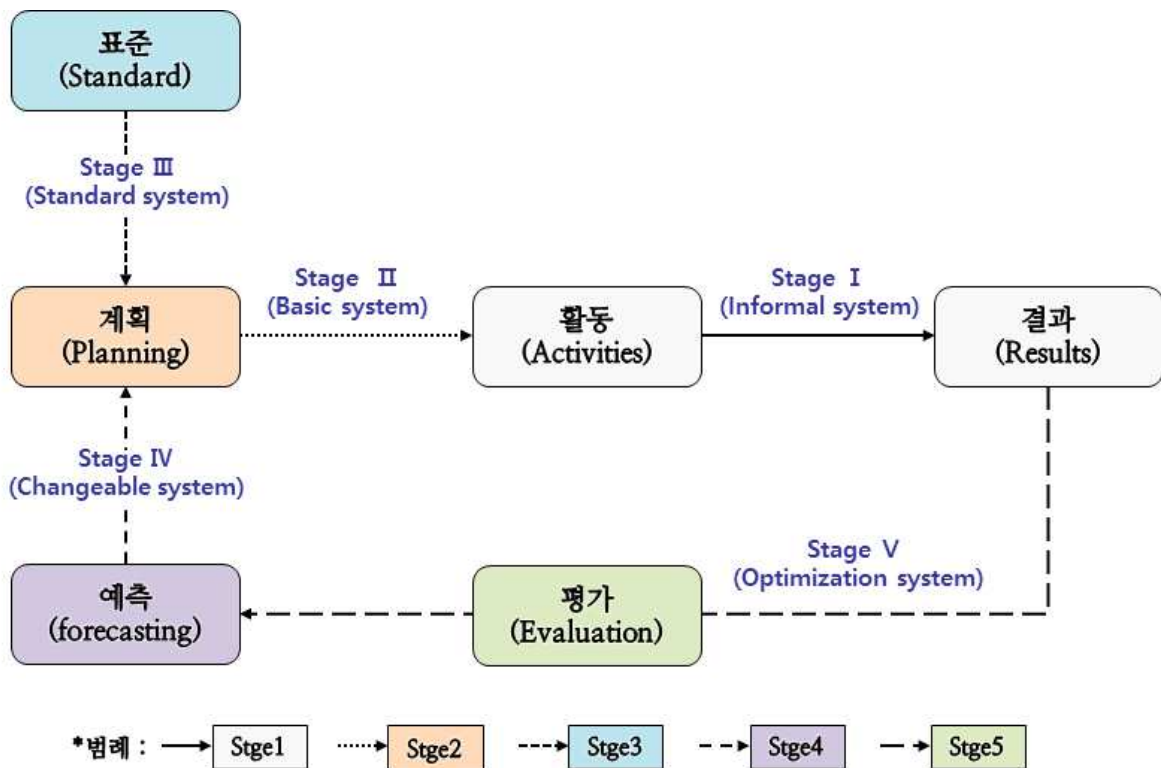 표준
(Standard)
Stage Ⅲ
(Standard system)
계획
(Planning)
Stage Ⅱ
(Basic system)
활동
(Activities)
Stage Ⅰ
(Informal system)
결과
(Results)
Stage Ⅳ
(Changeable system)
예측
(forecasting)
평가
(Evaluation)
Stage Ⅴ
(Optimization system)
*범례 : Stge1 Stge2 Stge3 Stge4 Stge5